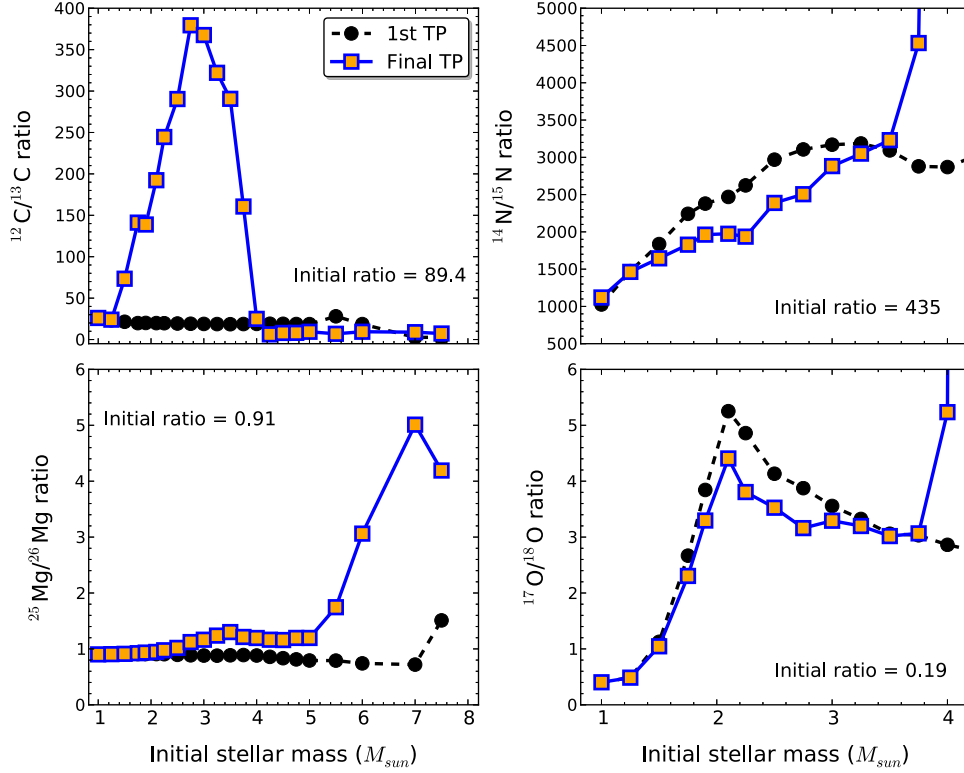 400
350
300
250
200
150
100
50
0
¹²C/¹³C ratio
1st TP
Final TP
Initial ratio = 89.4
5000
4500
4000
3500
3000
2500
2000
1500
1000
500
¹⁴N/¹⁵N ratio
Initial ratio = 435
6
5
4
3
2
1
0
²⁵Mg/²⁶Mg ratio
Initial ratio = 0.91
1 2 3 4 5 6 7 8
Initial stellar mass (M_sun)
6
5
4
3
2
1
0
¹⁷O/¹⁸O ratio
Initial ratio = 0.19
1 2 3 4
Initial stellar mass (M_sun)